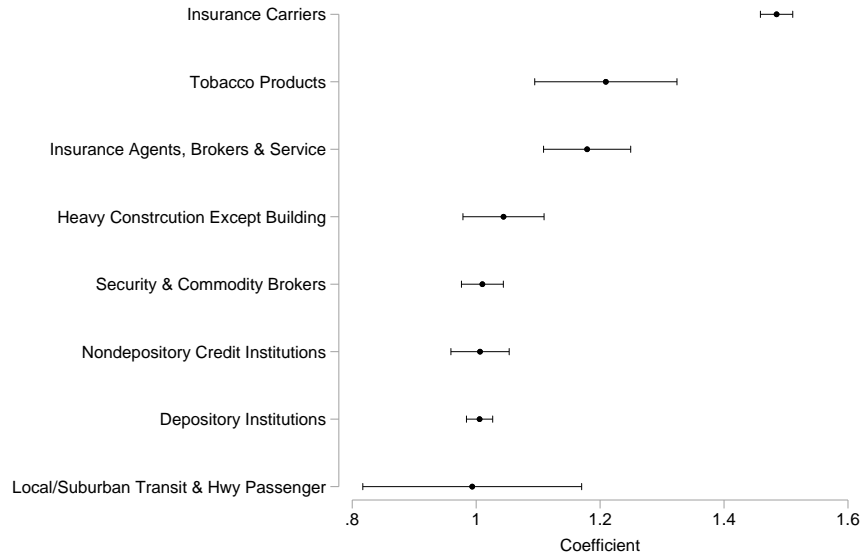 Insurance Carriers
Tobacco Products
Insurance Agents, Brokers & Service
Heavy Constrcution Except Building
Security & Commodity Brokers
Nondepository Credit Institutions
Depository Institutions
Local/Suburban Transit & Hwy Passenger
.8 1 1.2 1.4 1.6
Coefficient